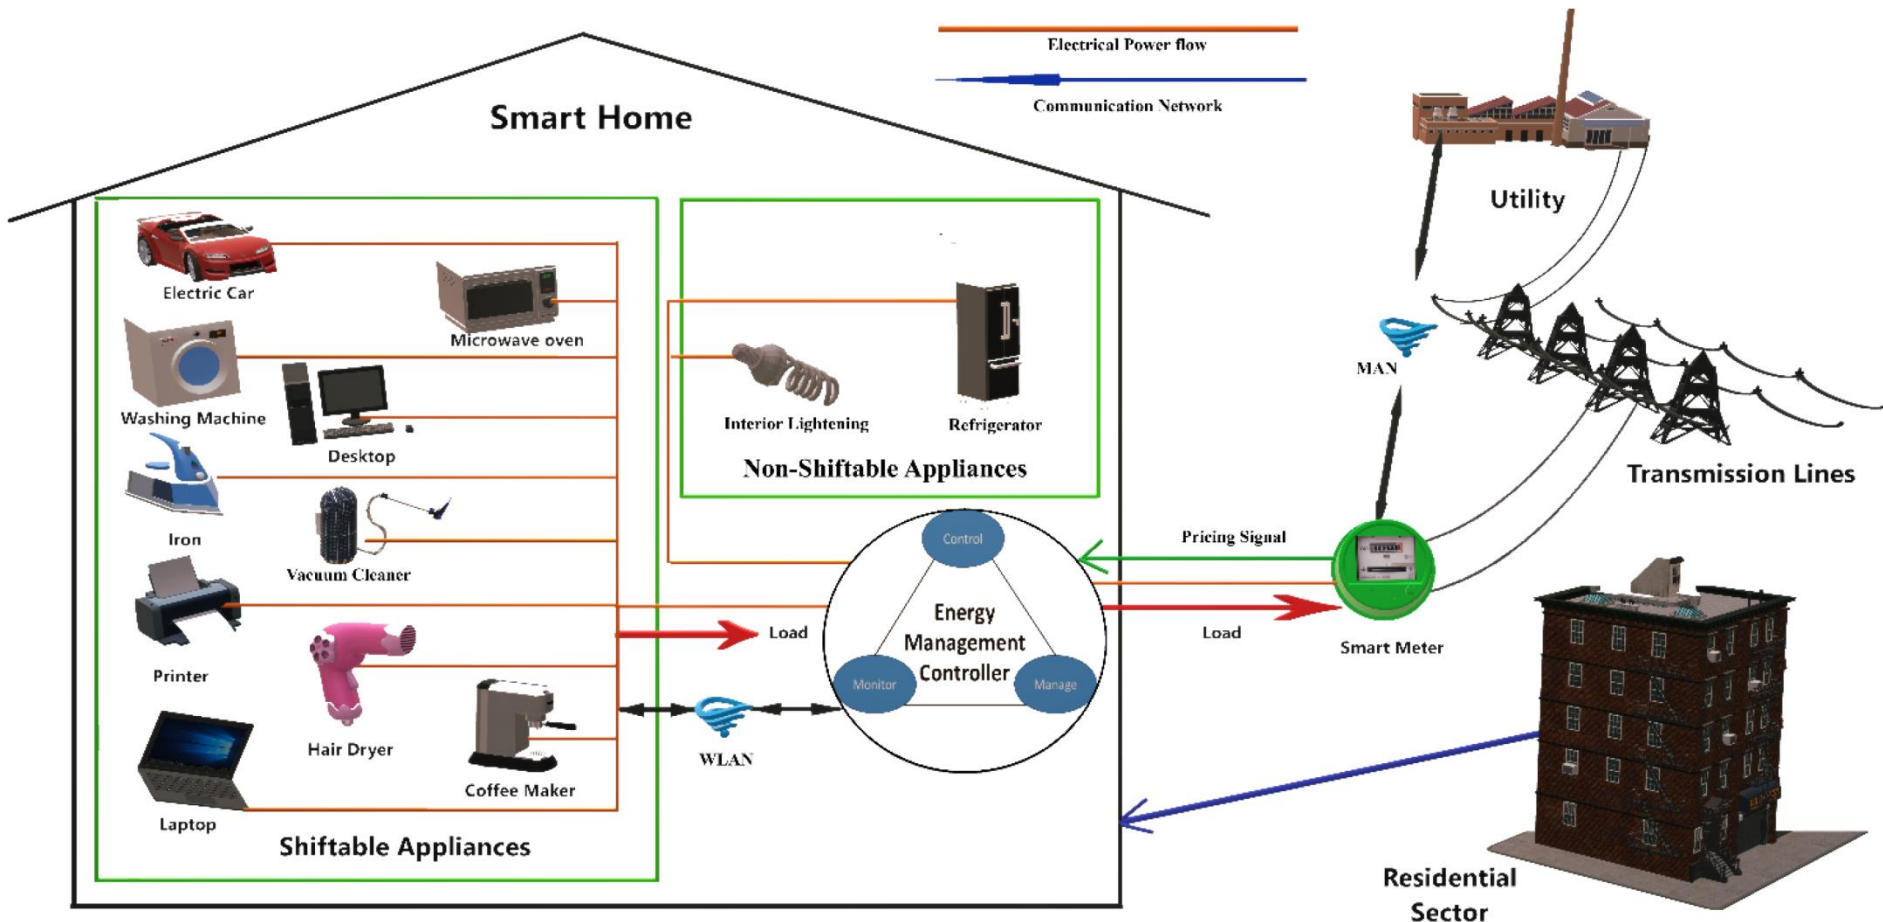 Electrical Power flow
Communication Network
Smart Home
Utility
Electric Car
Microwave oven
Washing Machine
Desktop
Iron
Vacuum Cleaner
Printer
Hair Dryer
Coffee Maker
Laptop
Shiftable Appliances
Interior Lightening
Refrigerator
Non-Shiftable Appliances
MAN
Transmission Lines
Control
Energy
Management
Controller
Monitor
Manage
Pricing Signal
Load
Load
Smart Meter
WLAN
Residential
Sector